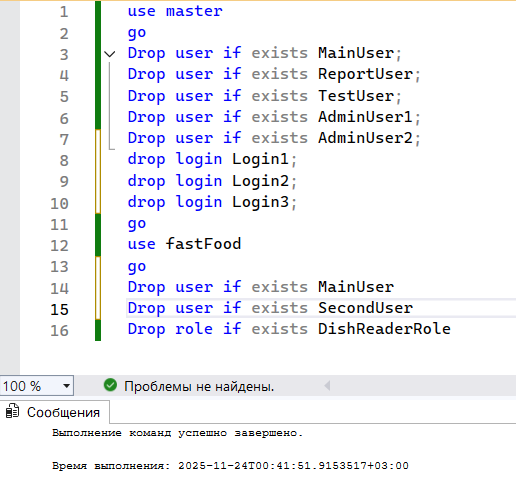 1 use master
2 go
3 Drop user if exists MainUser;
4 Drop user if exists ReportUser;
5 Drop user if exists TestUser;
6 Drop user if exists AdminUser1;
7 Drop user if exists AdminUser2;
8 drop login Login1;
9 drop login Login2;
10 drop login Login3;
11 go
12 use fastFood
13 go
14 Drop user if exists MainUser
15 Drop user if exists SecondUser
16 Drop role if exists DishReaderRole
100 % Проблемы не найдены.
Сообщения
Выполнение команд успешно завершено.
Время выполнения: 2025-11-24T00:41:51.9153517+03:00